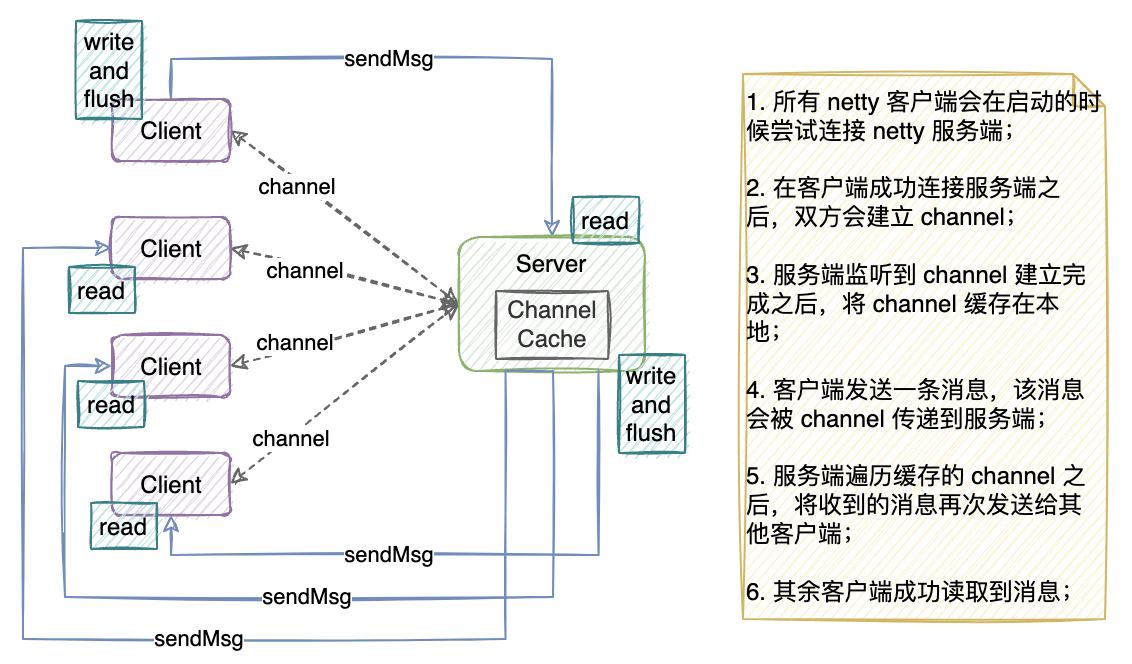 write
and
flush
Client
sendMsg
channel
read
Client
read
channel
Server
Channel
Cache
channel
Client
read
write
and
flush
channel
Client
read
sendMsg
sendMsg
sendMsg
1. 所有 netty 客户端会在启动的时
候尝试连接 netty 服务端；
2. 在客户端成功连接服务端之
后，双方会建立 channel；
3. 服务端监听到 channel 建立完
成之后，将 channel 缓存在本
地；
4. 客户端发送一条消息，该消息
会被 channel 传递到服务端；
5. 服务端遍历缓存的 channel 之
后，将收到的消息再次发送给其
他客户端；
6. 其余客户端成功读取到消息；